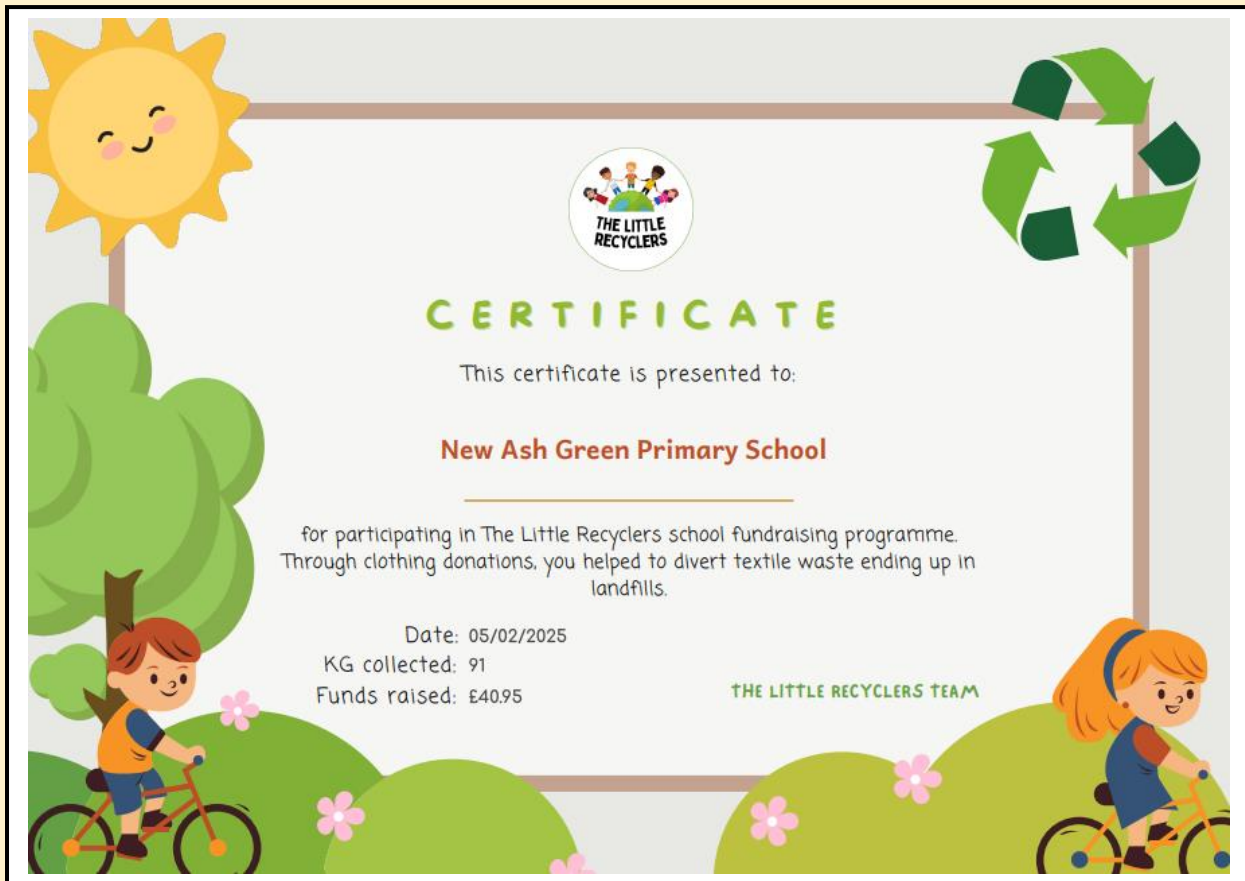 THE LITTLE
RECYCLERS
CERTIFICATE
This certificate is presented to:
New Ash Green Primary School
for participating in The Little Recyclers school fundraising programme.
Through clothing donations, you helped to divert textile waste ending up in
landfills.
Date: 05/02/2025
KG collected: 91
Funds raised: £40.95
THE LITTLE RECYCLERS TEAM